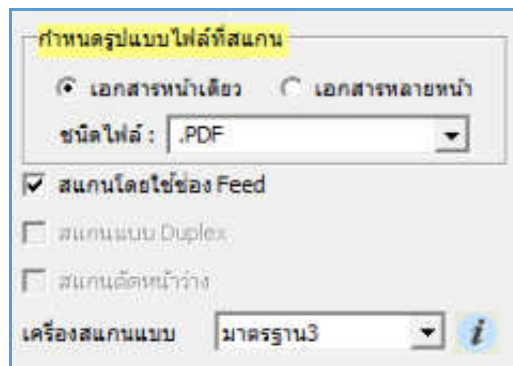 กำหนดรูปแบบไฟล์ที่สแกน
เอกสารหน้าเดียว เอกสารหลายหน้า
ชนิดไฟล์ : .PDF
สแกนโดยใช้ช่อง Feed
สแกนแบบ Duplex
สแกนตัดหน้าว่าง
เครื่องสแกนแบบ มาตรฐาน3 i